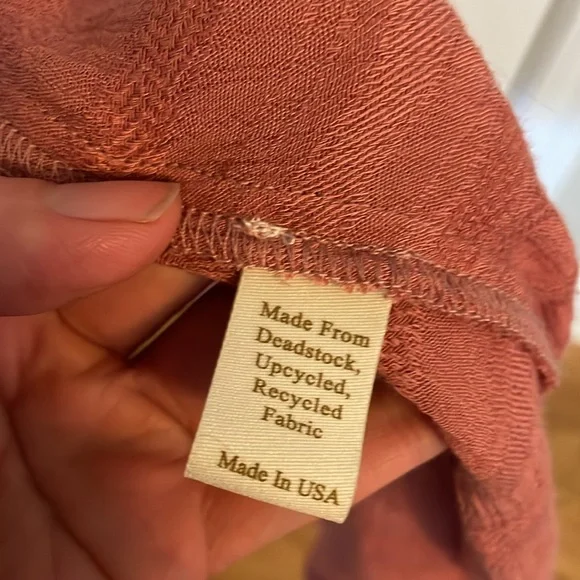 Made From
Deadstock,
Upcycled,
Recycled
Fabric
Made In USA